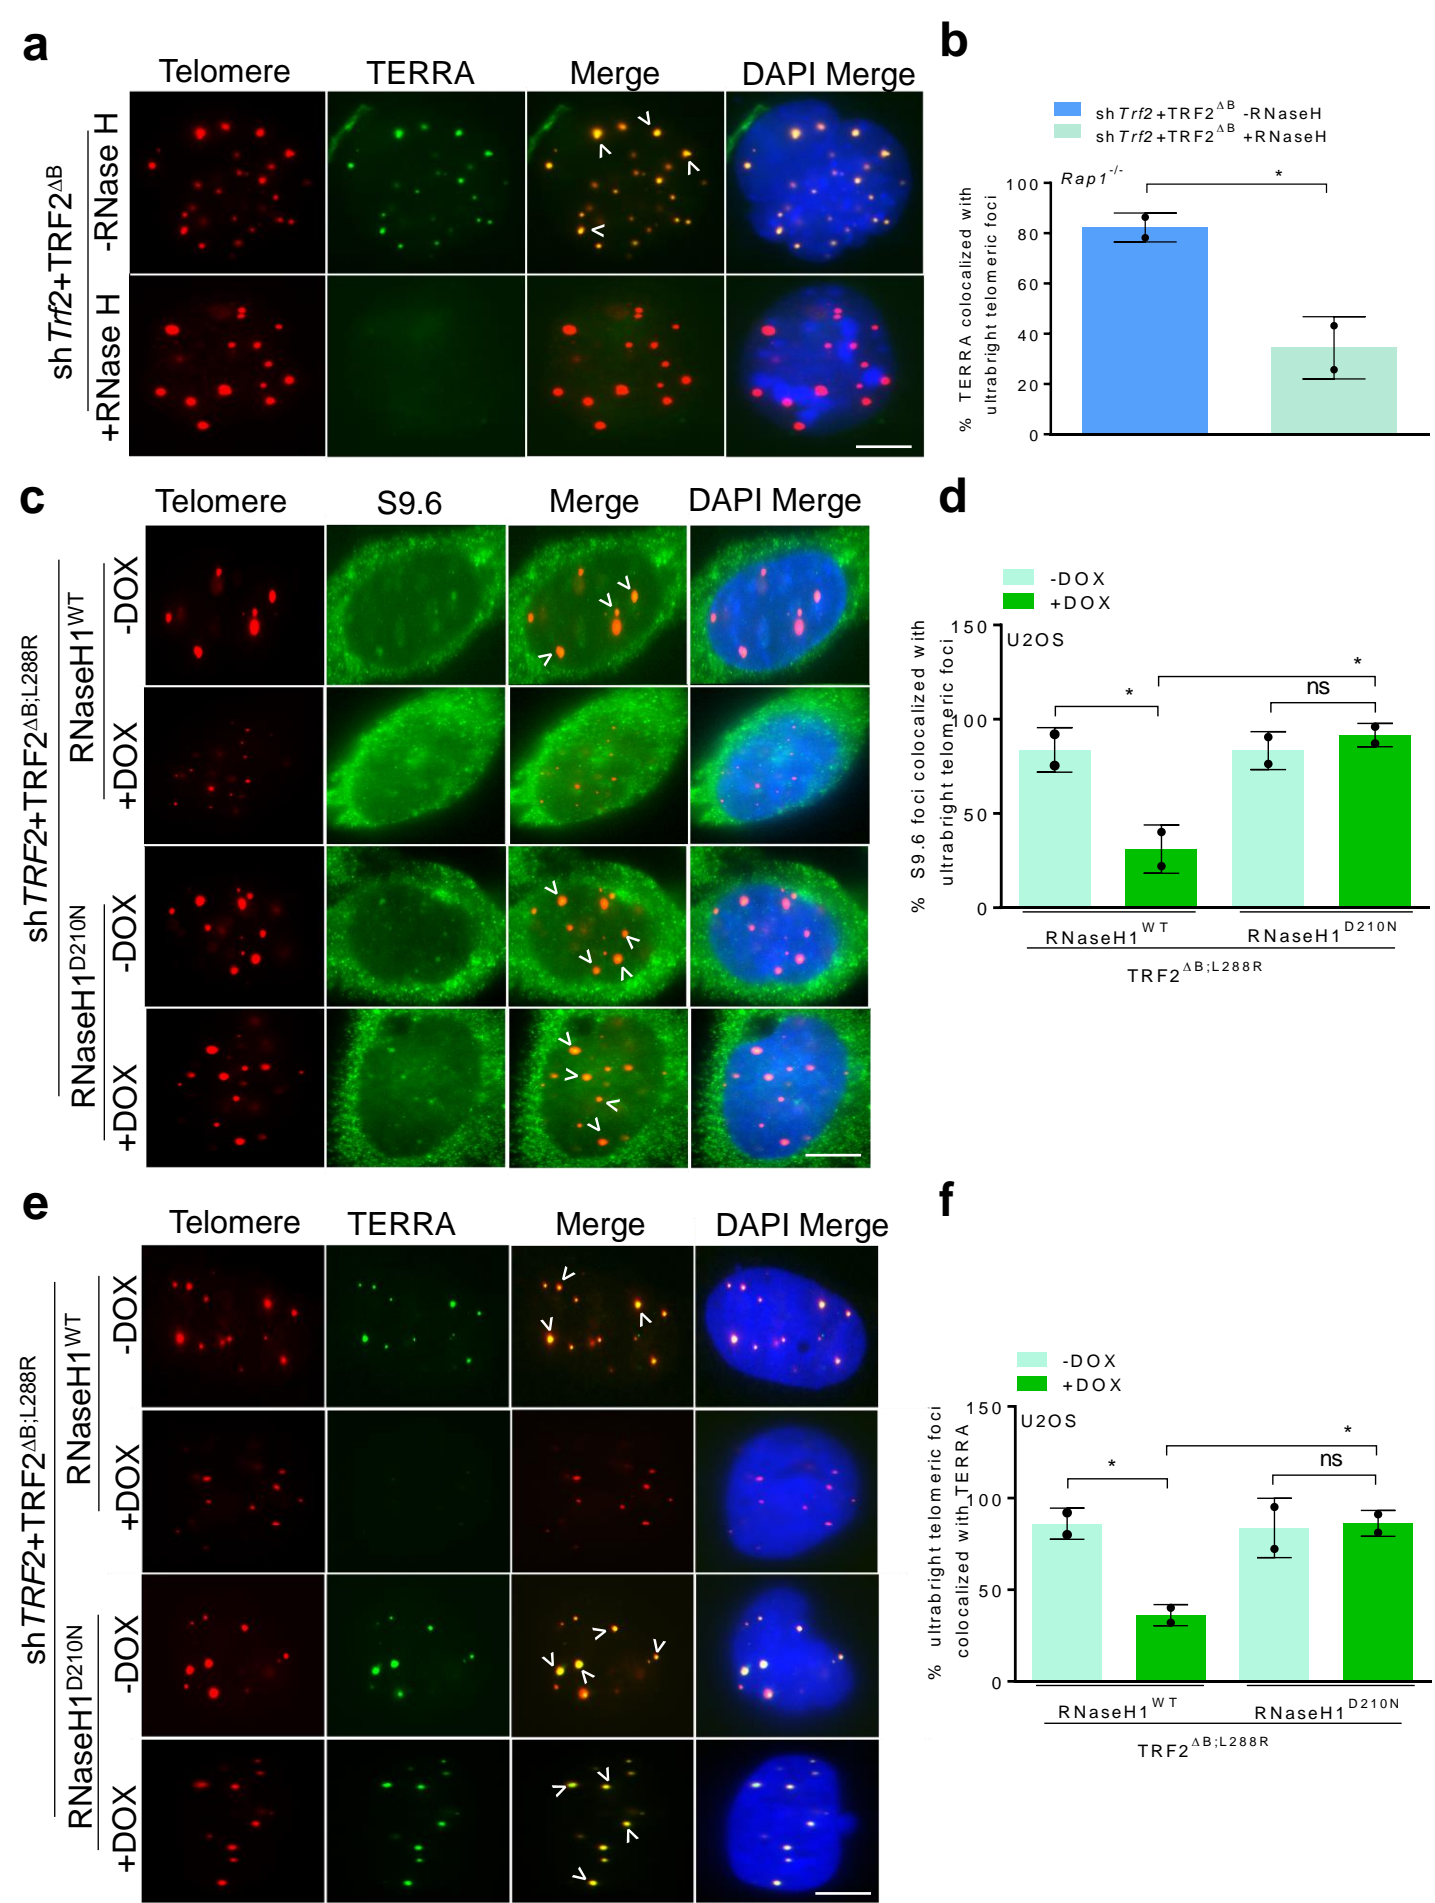 a
Telomere TERRA Merge DAPI Merge
shTrf2+TRF2ΔB
-RNase H
+RNase H
b
shTrf2+TRF2ΔB -RNaseH
shTrf2+TRF2ΔB +RNaseH
Rap1-/-
*
% TERRA colocalized with
ultrabright telomeric foci
100
80
60
40
20
0
c
Telomere S9.6 Merge DAPI Merge
shTRF2+TRF2ΔB;L288R
RNaseH1WT
-DOX
+DOX
RNaseH1D210N
-DOX
+DOX
d
-DOX
+DOX
U2OS
% S9.6 foci colocalized with
ultrabright telomeric foci
150
100
50
0
*
*
ns
RNaseH1WT RNaseH1D210N
TRF2ΔB;L288R
e
Telomere TERRA Merge DAPI Merge
shTRF2+TRF2ΔB;L288R
RNaseH1WT
-DOX
+DOX
RNaseH1D210N
-DOX
+DOX
f
-DOX
+DOX
U2OS
% ultrabright telomeric foci
colocalized with TERRA
150
100
50
0
*
*
ns
RNaseH1WT RNaseH1D210N
TRF2ΔB;L288R